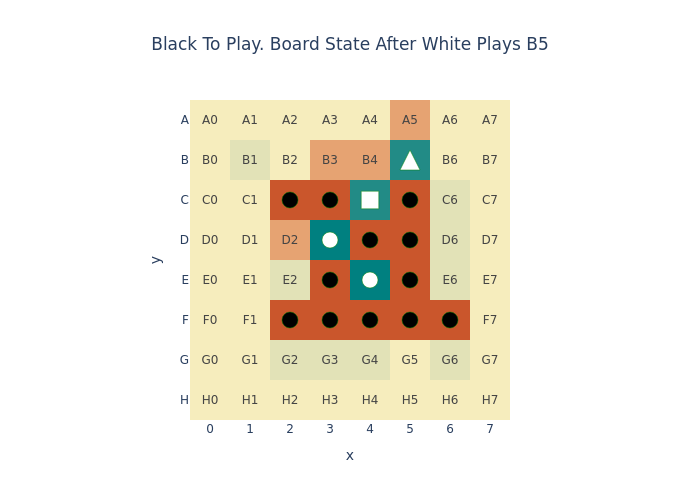 Black To Play. Board State After White Plays B5
A A0 A1 A2 A3 A4 A5 A6 A7
B B0 B1 B2 B3 B4 B6 B7
C C0 C1 C6 C7
D D0 D1 D2 D6 D7
E E0 E1 E2 E6 E7
F F0 F1 F7
G G0 G1 G2 G3 G4 G5 G6 G7
H H0 H1 H2 H3 H4 H5 H6 H7
0 1 2 3 4 5 6 7
x
y